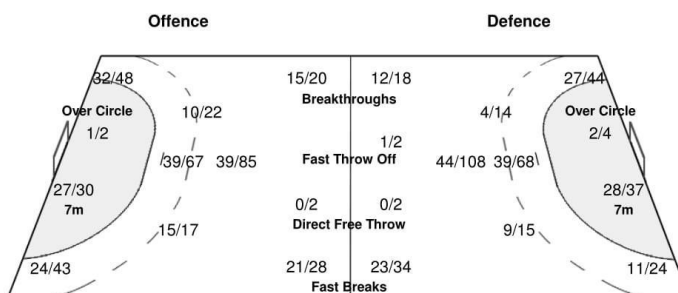 Offence Defence
32/48 15/20 12/18 27/44
Breakthroughs
Over Circle 10/22 4/14 Over Circle
1/2 1/2 2/4
39/67 39/85 Fast Throw Off 44/108 39/68
27/30 0/2 0/2 28/37
7m 7m
15/17 Direct Free Throw 9/15
24/43 21/28 23/34 11/24
Fast Breaks